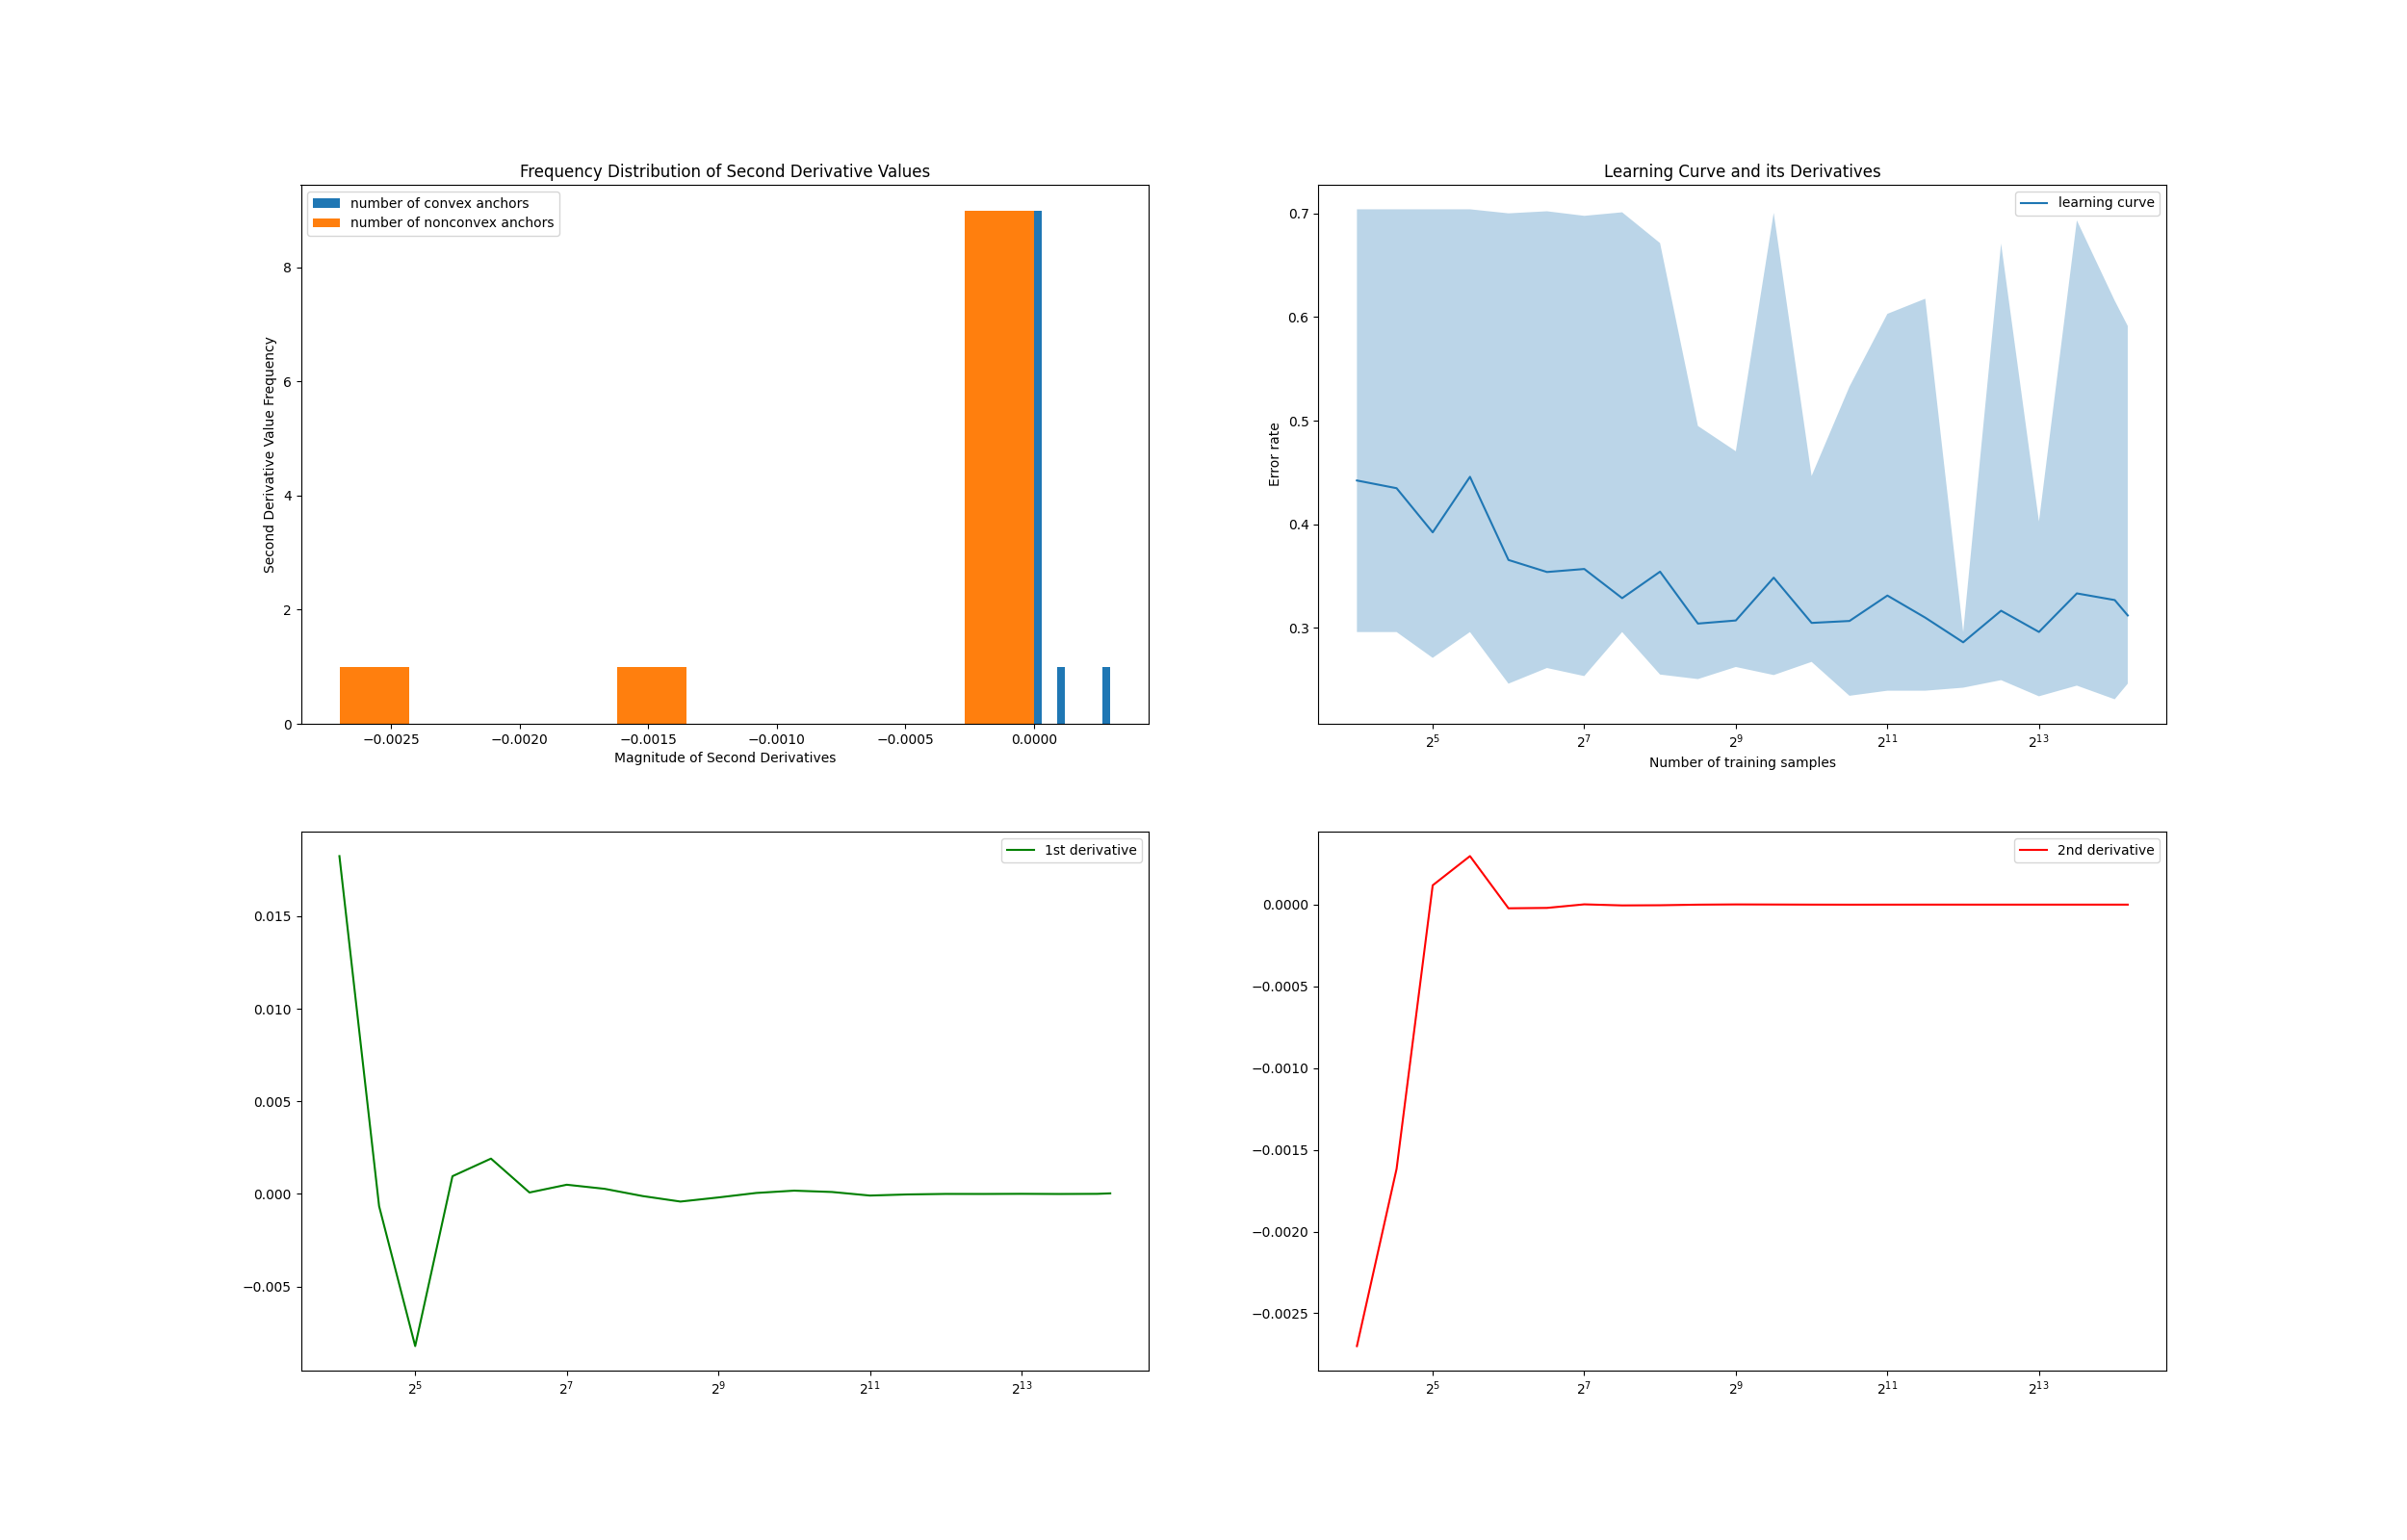 Frequency Distribution of Second Derivative Values
number of convex anchors
number of nonconvex anchors
Second Derivative Value Frequency
8
6
4
2
0
−0.0025 −0.0020 −0.0015 −0.0010 −0.0005 0.0000
Magnitude of Second Derivatives
Learning Curve and its Derivatives
learning curve
Error rate
0.7
0.6
0.5
0.4
0.3
2^5 2^7 2^9 2^11 2^13
Number of training samples
1st derivative
0.015
0.010
0.005
0.000
−0.005
2^5 2^7 2^9 2^11 2^13
2nd derivative
0.0000
−0.0005
−0.0010
−0.0015
−0.0020
−0.0025
2^5 2^7 2^9 2^11 2^13